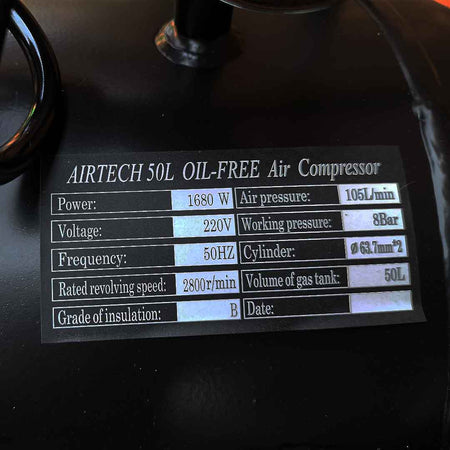 AIRTECH 50L OIL-FREE Air Compressor
Power: 1680 W Air pressure: 105L/min
Voltage: 220V Working pressure: 8Bar
Frequency: 50HZ Cylinder: Ø63.7mm*2
Rated revolving speed: 2800r/min Volume of gas tank: 50L
Grade of insulation: B Date: